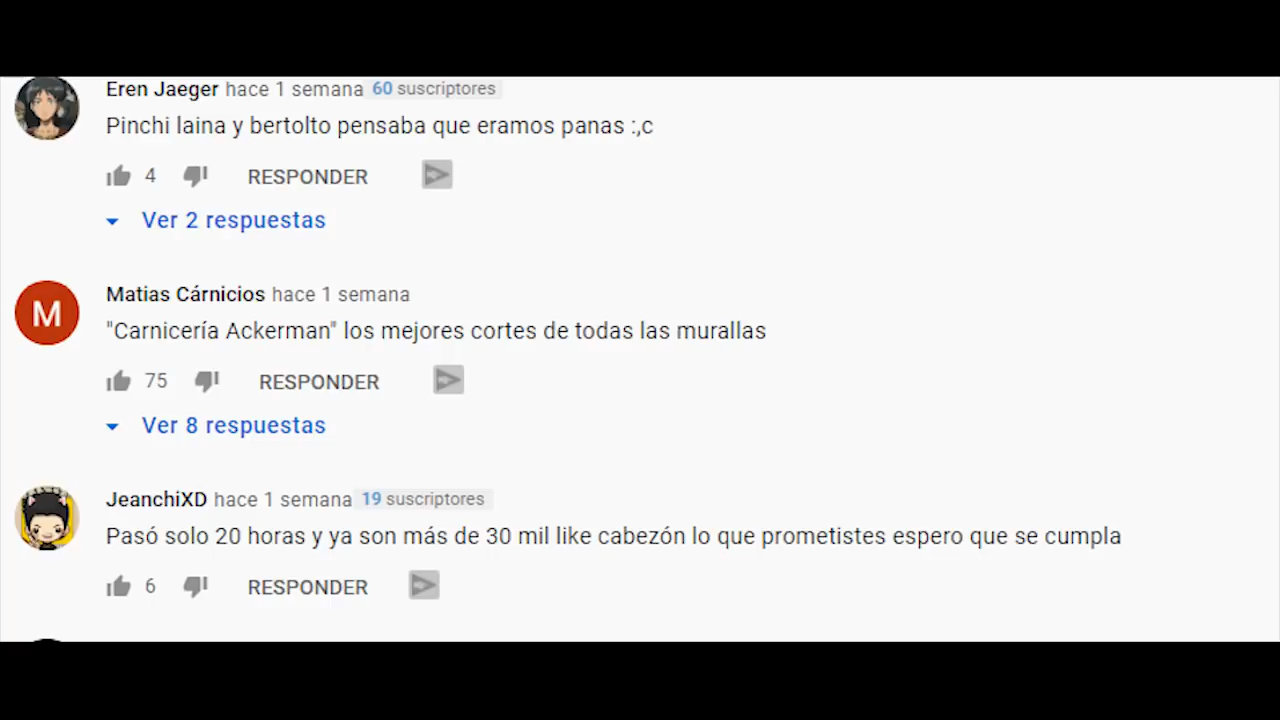 Eren Jaeger hace 1 semana 60 suscriptores
Pinchi laina y bertolto pensaba que eramos panas :,c
4 RESPONDER
Ver 2 respuestas
M
Matias Cárnicios hace 1 semana
"Carnicería Ackerman" los mejores cortes de todas las murallas
75 RESPONDER
Ver 8 respuestas
JeanchiXD hace 1 semana 19 suscriptores
Pasó solo 20 horas y ya son más de 30 mil like cabezón lo que prometistes espero que se cumpla
6 RESPONDER